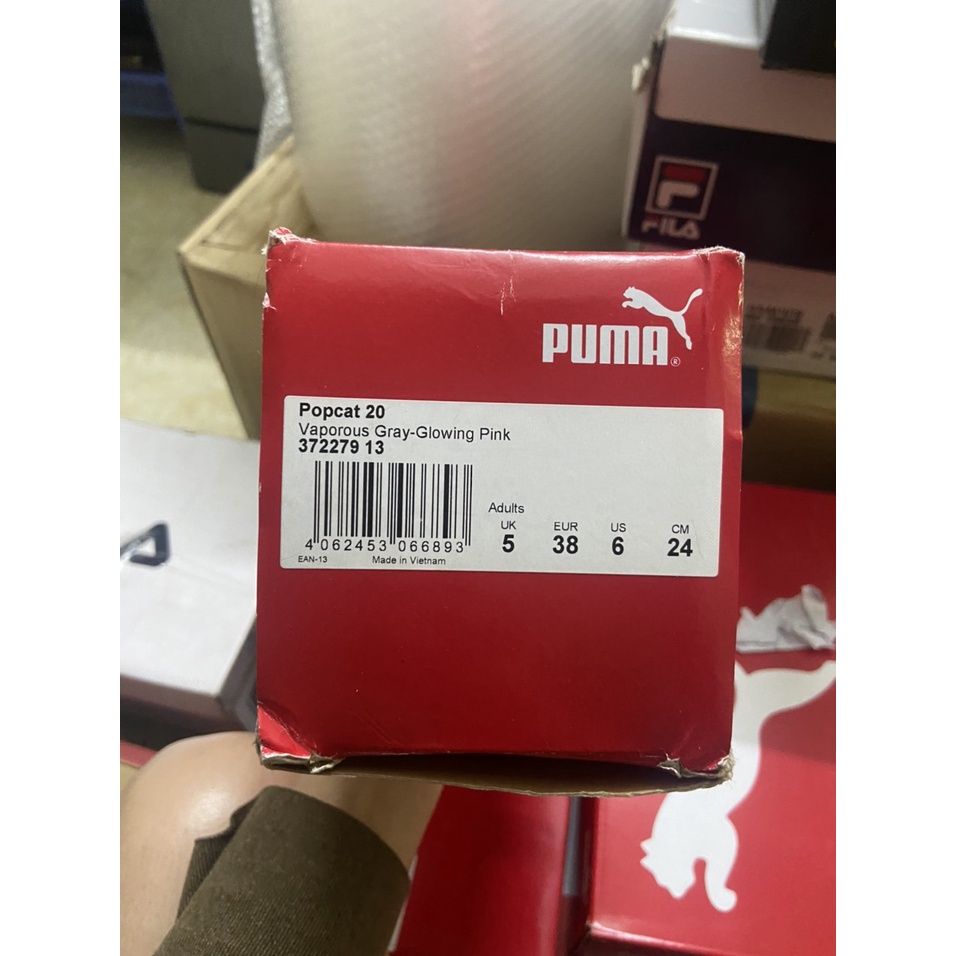 FILA
PUMA®
Popcat 20
Vaporous Gray-Glowing Pink
372279 13
Adults
UK EUR US CM
5 38 6 24
4 062453 066893
EAN-13 Made in Vietnam